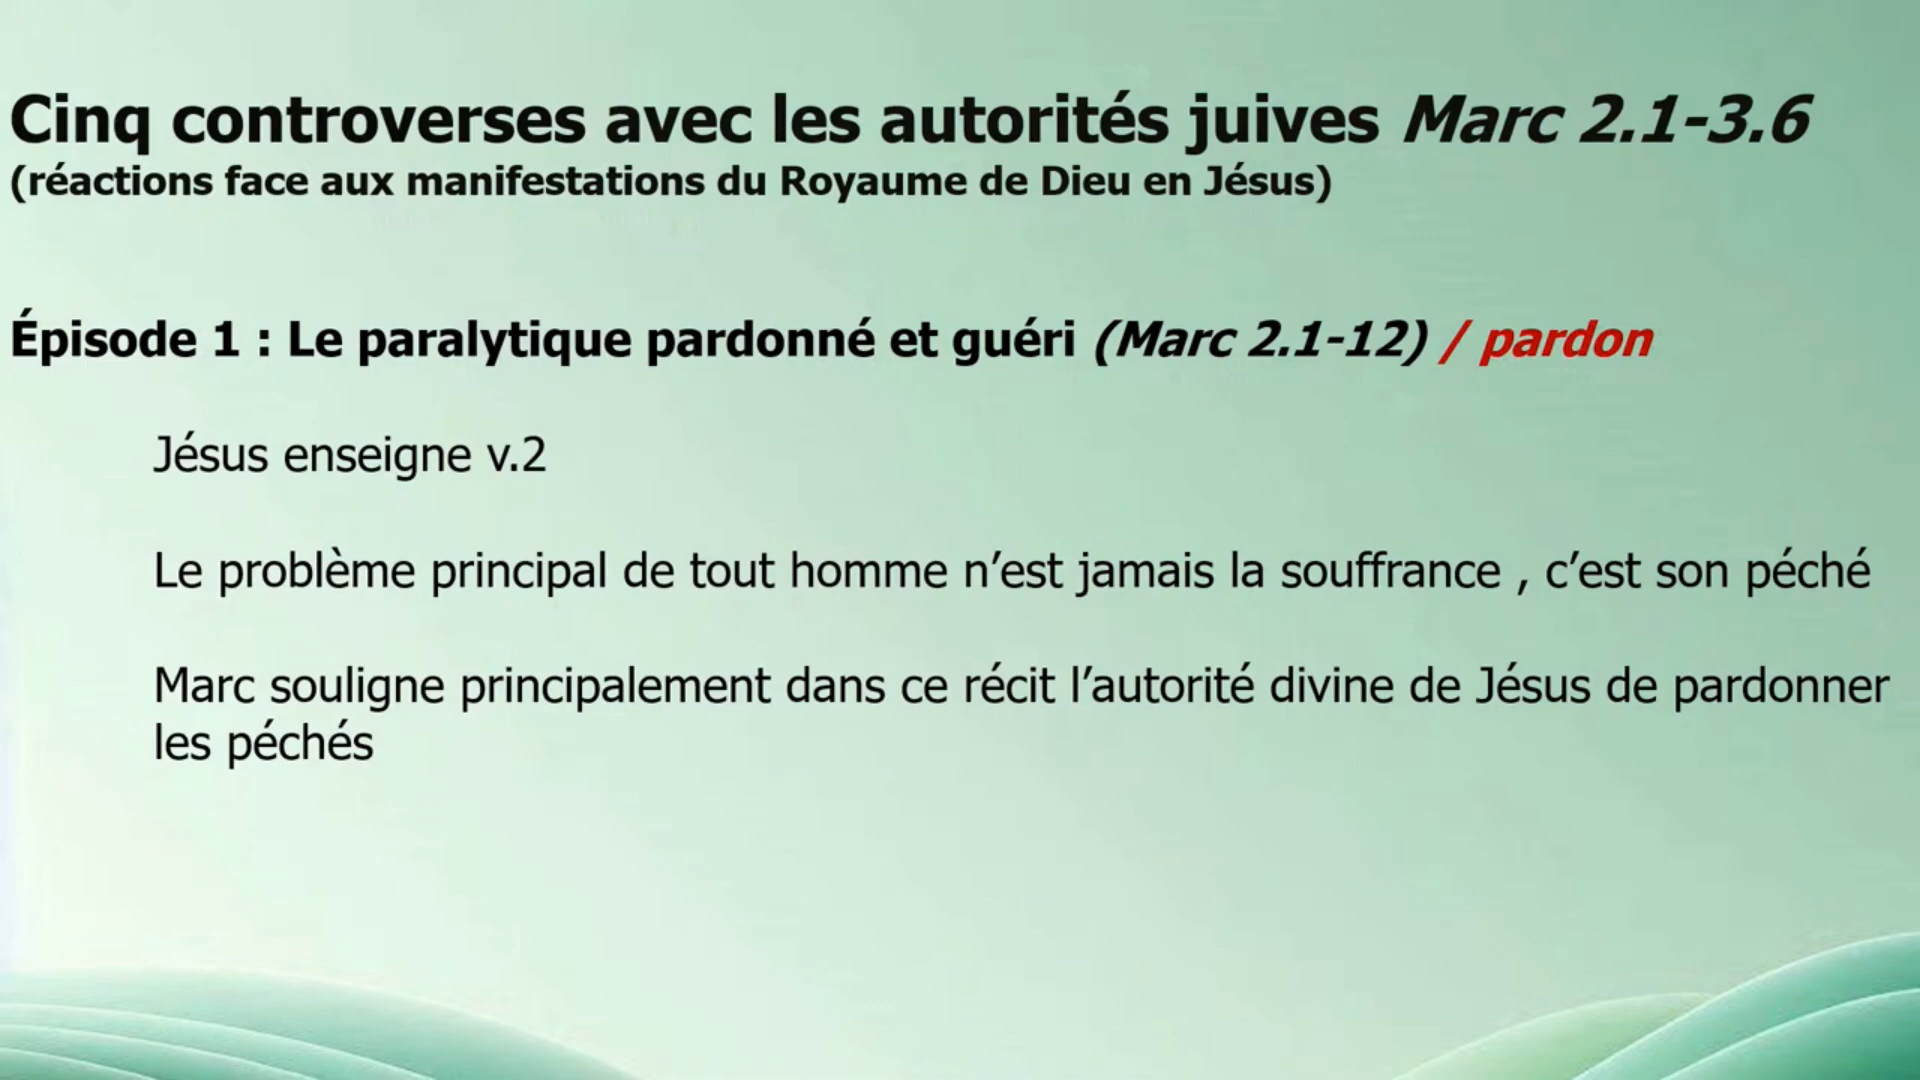 Cinq controverses avec les autorités juives Marc 2.1-3.6
(réactions face aux manifestations du Royaume de Dieu en Jésus)
Épisode 1 : Le paralytique pardonné et guéri (Marc 2.1-12) / pardon
Jésus enseigne v.2
Le problème principal de tout homme n’est jamais la souffrance , c’est son péché
Marc souligne principalement dans ce récit l’autorité divine de Jésus de pardonner
les péchés